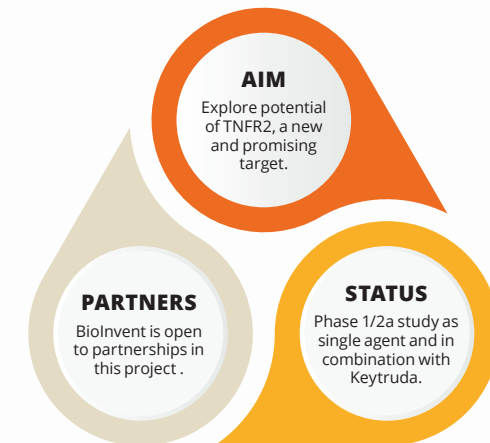 AIM
Explore potential
of TNFR2, a new
and promising
target.
PARTNERS
BioInvent is open
to partnerships in
this project .
STATUS
Phase 1/2a study as
single agent and in
combination with
Keytruda.